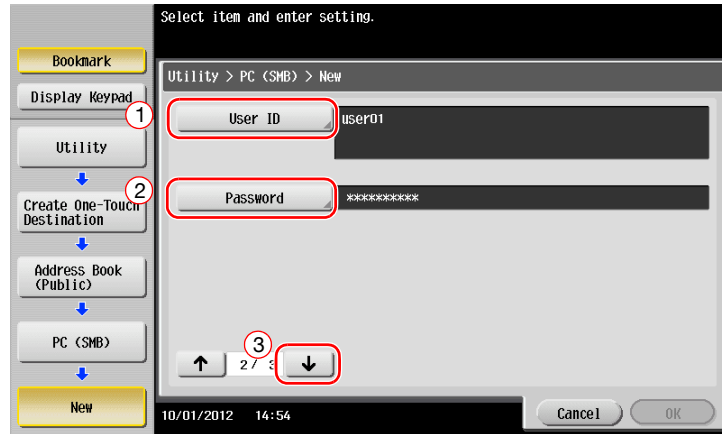 Select item and enter setting.
Bookmark
Display Keypad
Utility > PC (SMB) > New
1
User ID
user01
Utility
2
Create One-Touch
Destination
Password
**********
Address Book
(Public)
PC (SMB)
3
↑ 2/ 3 ↓
New
10/01/2012 14:54
Cancel
OK